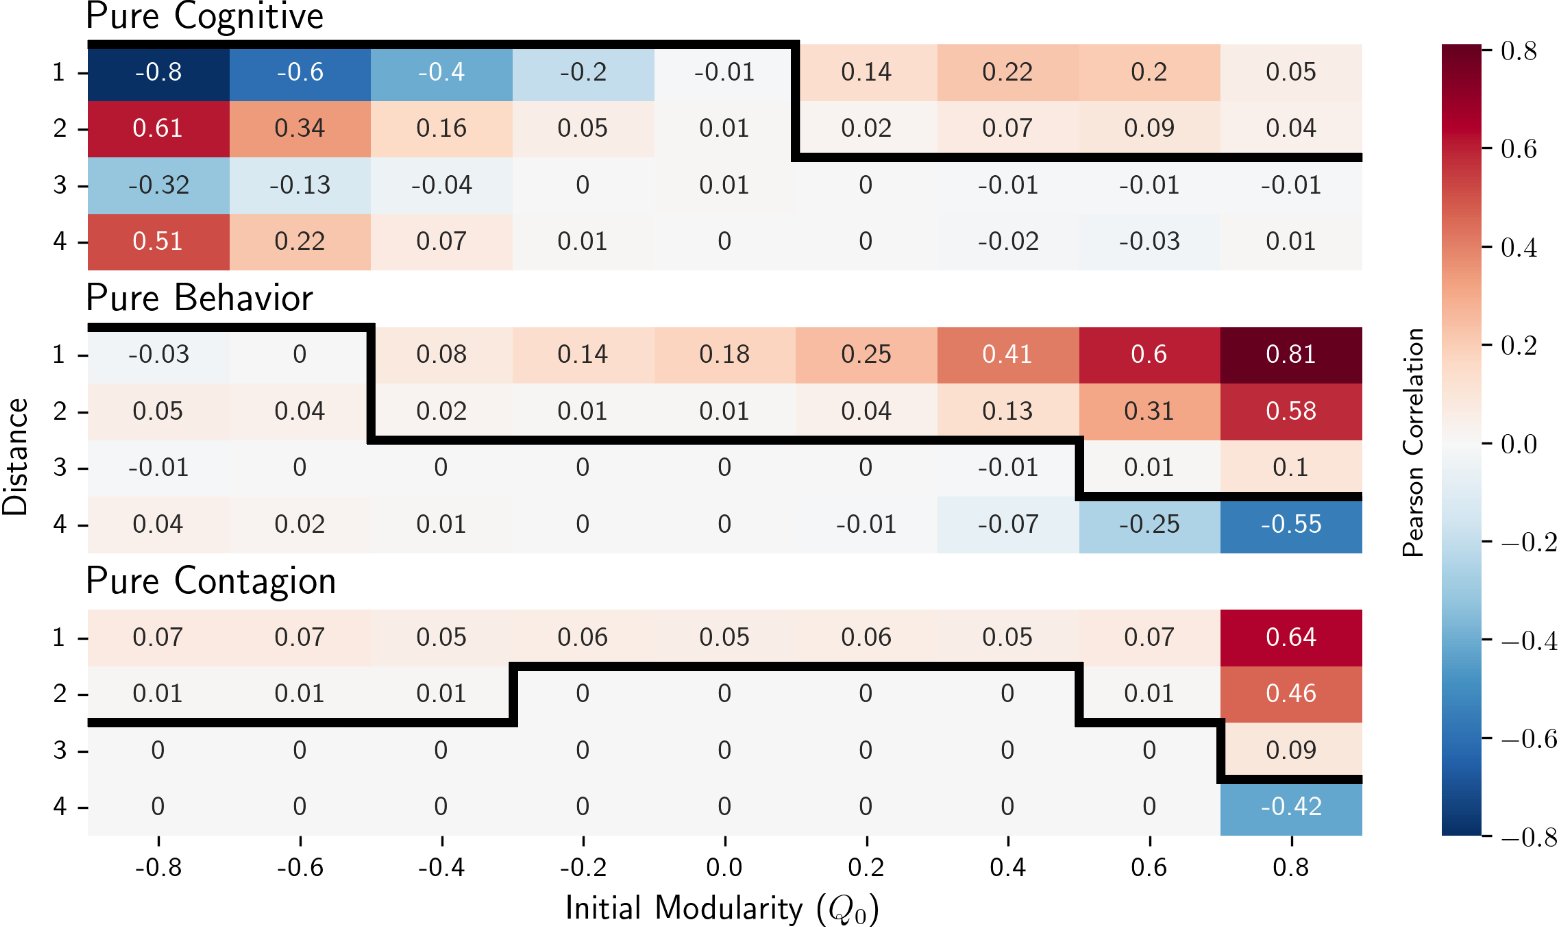 Pure Cognitive
1 -0.8 -0.6 -0.4 -0.2 -0.01 0.14 0.22 0.2 0.05
2 0.61 0.34 0.16 0.05 0.01 0.02 0.07 0.09 0.04
3 -0.32 -0.13 -0.04 0 0.01 0 -0.01 -0.01 -0.01
4 0.51 0.22 0.07 0.01 0 0 -0.02 -0.03 0.01
Pure Behavior
1 -0.03 0 0.08 0.14 0.18 0.25 0.41 0.6 0.81
2 0.05 0.04 0.02 0.01 0.01 0.04 0.13 0.31 0.58
3 -0.01 0 0 0 0 0 -0.01 0.01 0.1
4 0.04 0.02 0.01 0 0 -0.01 -0.07 -0.25 -0.55
Pure Contagion
1 0.07 0.07 0.05 0.06 0.05 0.06 0.05 0.07 0.64
2 0.01 0.01 0.01 0 0 0 0 0.01 0.46
3 0 0 0 0 0 0 0 0 0.09
4 0 0 0 0 0 0 0 0 -0.42
-0.8 -0.6 -0.4 -0.2 0.0 0.2 0.4 0.6 0.8
Initial Modularity (Q₀)
Distance
0.8
0.6
0.4
0.2
0.0
−0.2
−0.4
−0.6
−0.8
Pearson Correlation